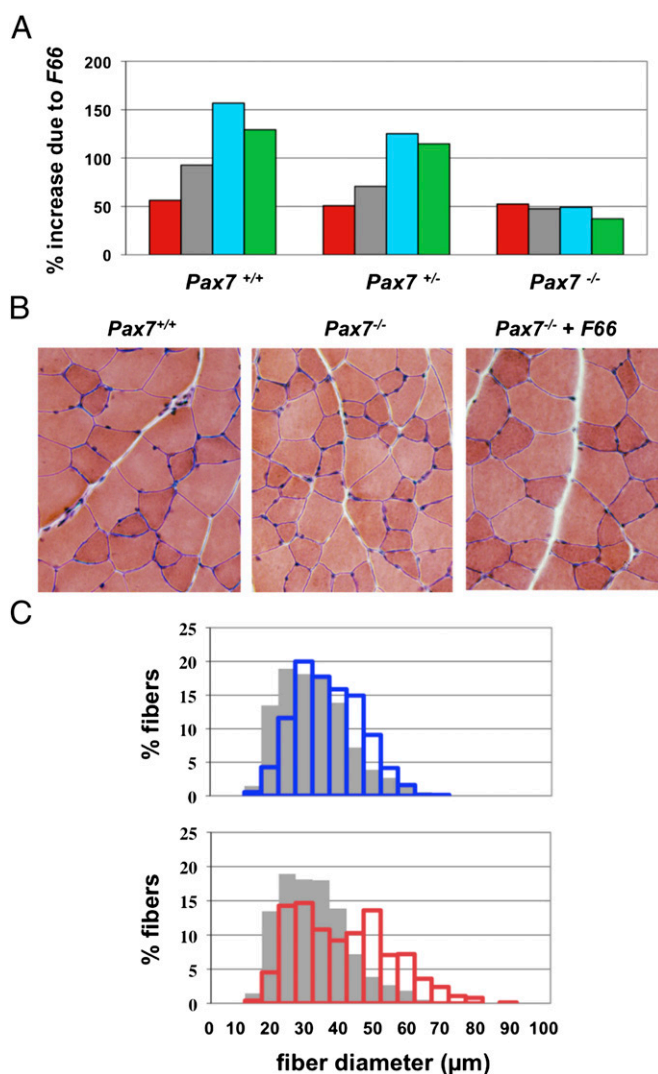 A
% increase due to F66
200
150
100
50
0
Pax7 +/+
Pax7 +/-
Pax7 -/-
B
Pax7+/+
Pax7-/-
Pax7-/- + F66
C
% fibers
25
20
15
10
5
0
% fibers
25
20
15
10
5
0
0 10 20 30 40 50 60 70 80 90 100
fiber diameter (µm)